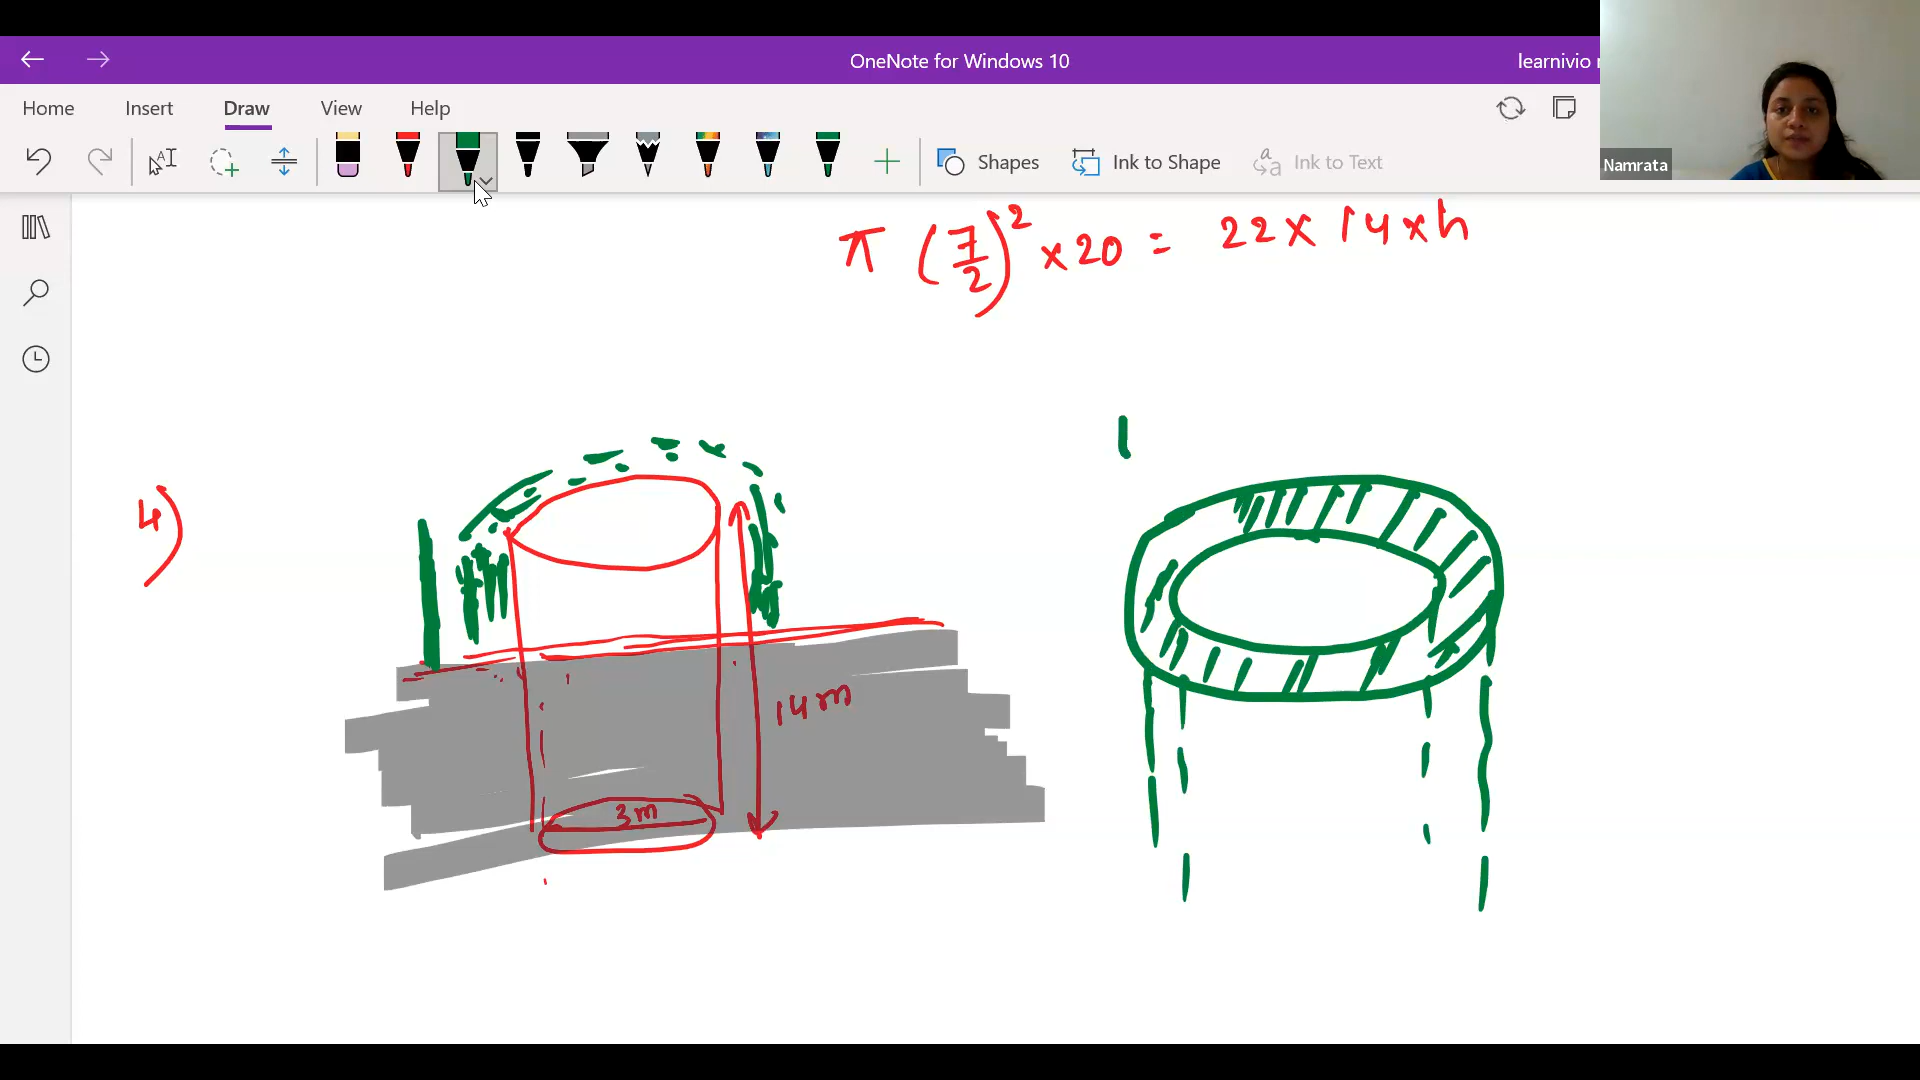 OneNote for Windows 10
learnivio
Home Insert Draw View Help
Shapes Ink to Shape Ink to Text
Namrata
π (7/2)² × 20 = 22 × 14 × h
4)
14m
3m